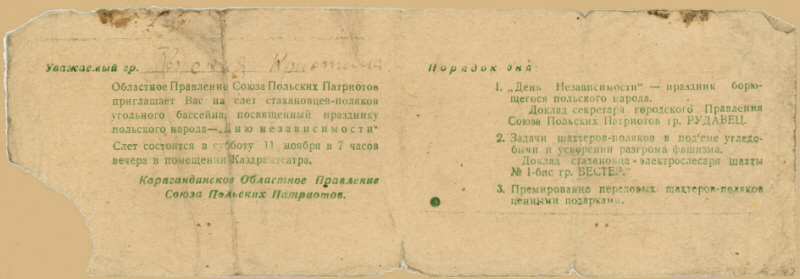 Уважаемый гр.
Областное Правление Союза Польских Патриотов
приглашает Вас на слет стахановцев-поляков
угольного бассейна, посвященный празднику
польского народа—„Дню независимости"
Слет состоится в субботу 11 ноября в 7 часов
вечера в помещении Каздрамтеатра.
Карагандинское Областное Правление
Союза Польских Патриотов.
Порядок дня:
1. „День Независимости" — праздник борю-
щегося польского народа.
Доклад секретаря городского Правления
Союза Польских Патриотов гр. РУДАВЕЦ.
2. Задачи шахтеров-поляков в под'еме угледо-
бычи и ускорении разгрома фашизма.
Доклад стахановца-электрослесаря шахты
№ 1-бис гр. ВЕСТЕР.
3. Премирование передовых шахтеров-поляков
ценными подарками.